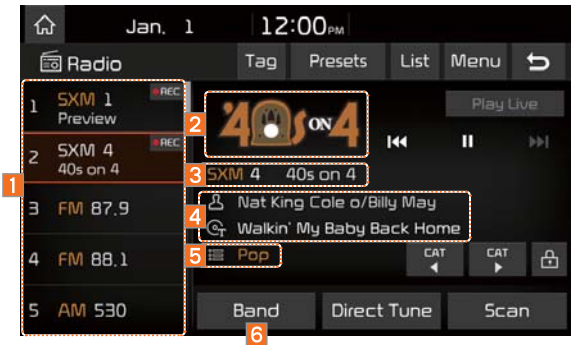 Jan. 1 12:00 PM
Radio Tag Presets List Menu
1 SXM 1 REC
Preview
2 SXM 4 REC
40s on 4
3 FM 87.9
4 FM 88.1
5 AM 530
1
2
'40s ON 4
Play Live
3
SXM 4 40s on 4
4
Nat King Cole o/Billy May
Walkin' My Baby Back Home
5
Pop
CAT
CAT
Band Direct Tune Scan
6